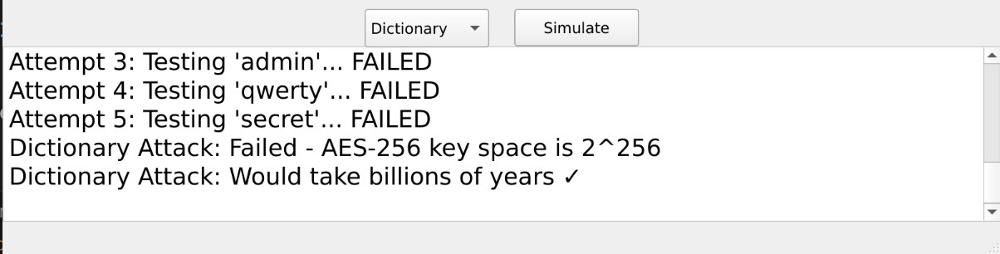 Dictionary
Simulate
Attempt 3: Testing 'admin'... FAILED
Attempt 4: Testing 'qwerty'... FAILED
Attempt 5: Testing 'secret'... FAILED
Dictionary Attack: Failed - AES-256 key space is 2^256
Dictionary Attack: Would take billions of years ✓